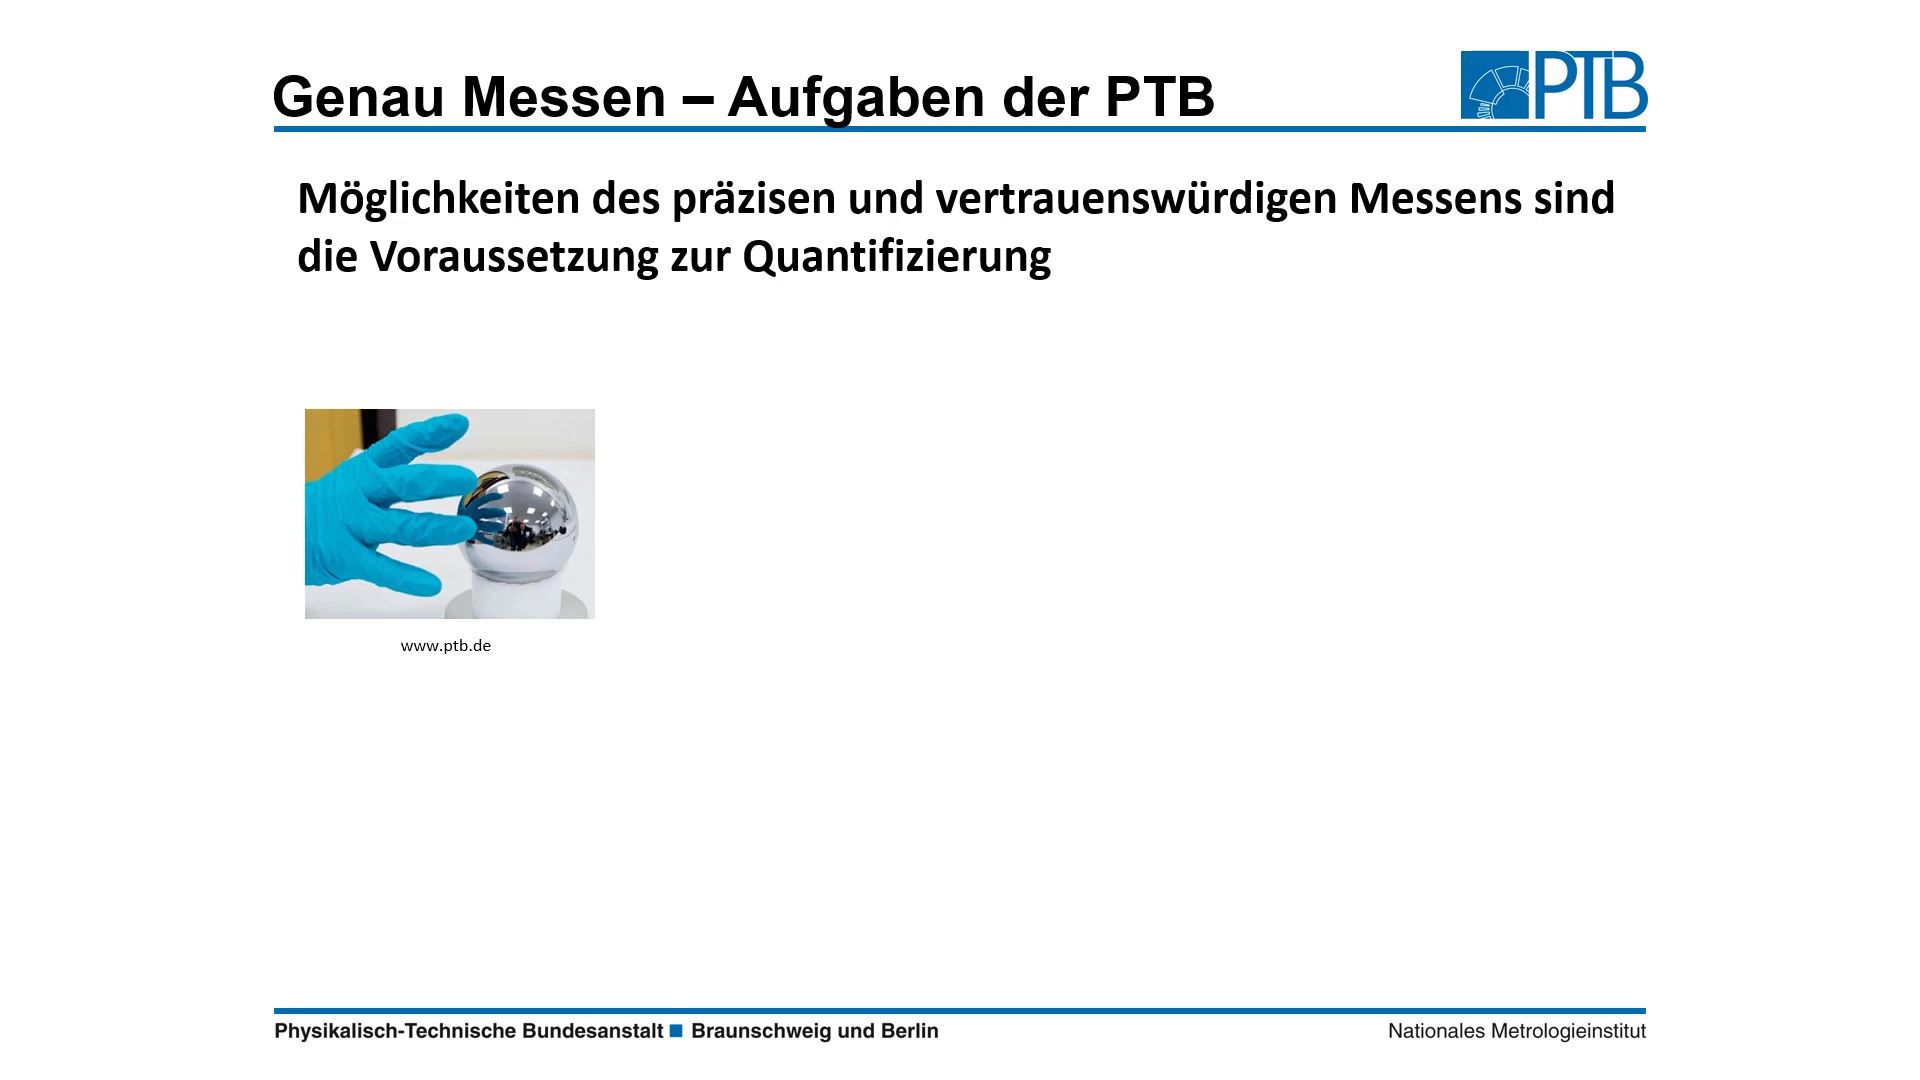 Genau Messen – Aufgaben der PTB
PTB
Möglichkeiten des präzisen und vertrauenswürdigen Messens sind
die Voraussetzung zur Quantifizierung
www.ptb.de
Physikalisch-Technische Bundesanstalt ■ Braunschweig und Berlin
Nationales Metrologieinstitut